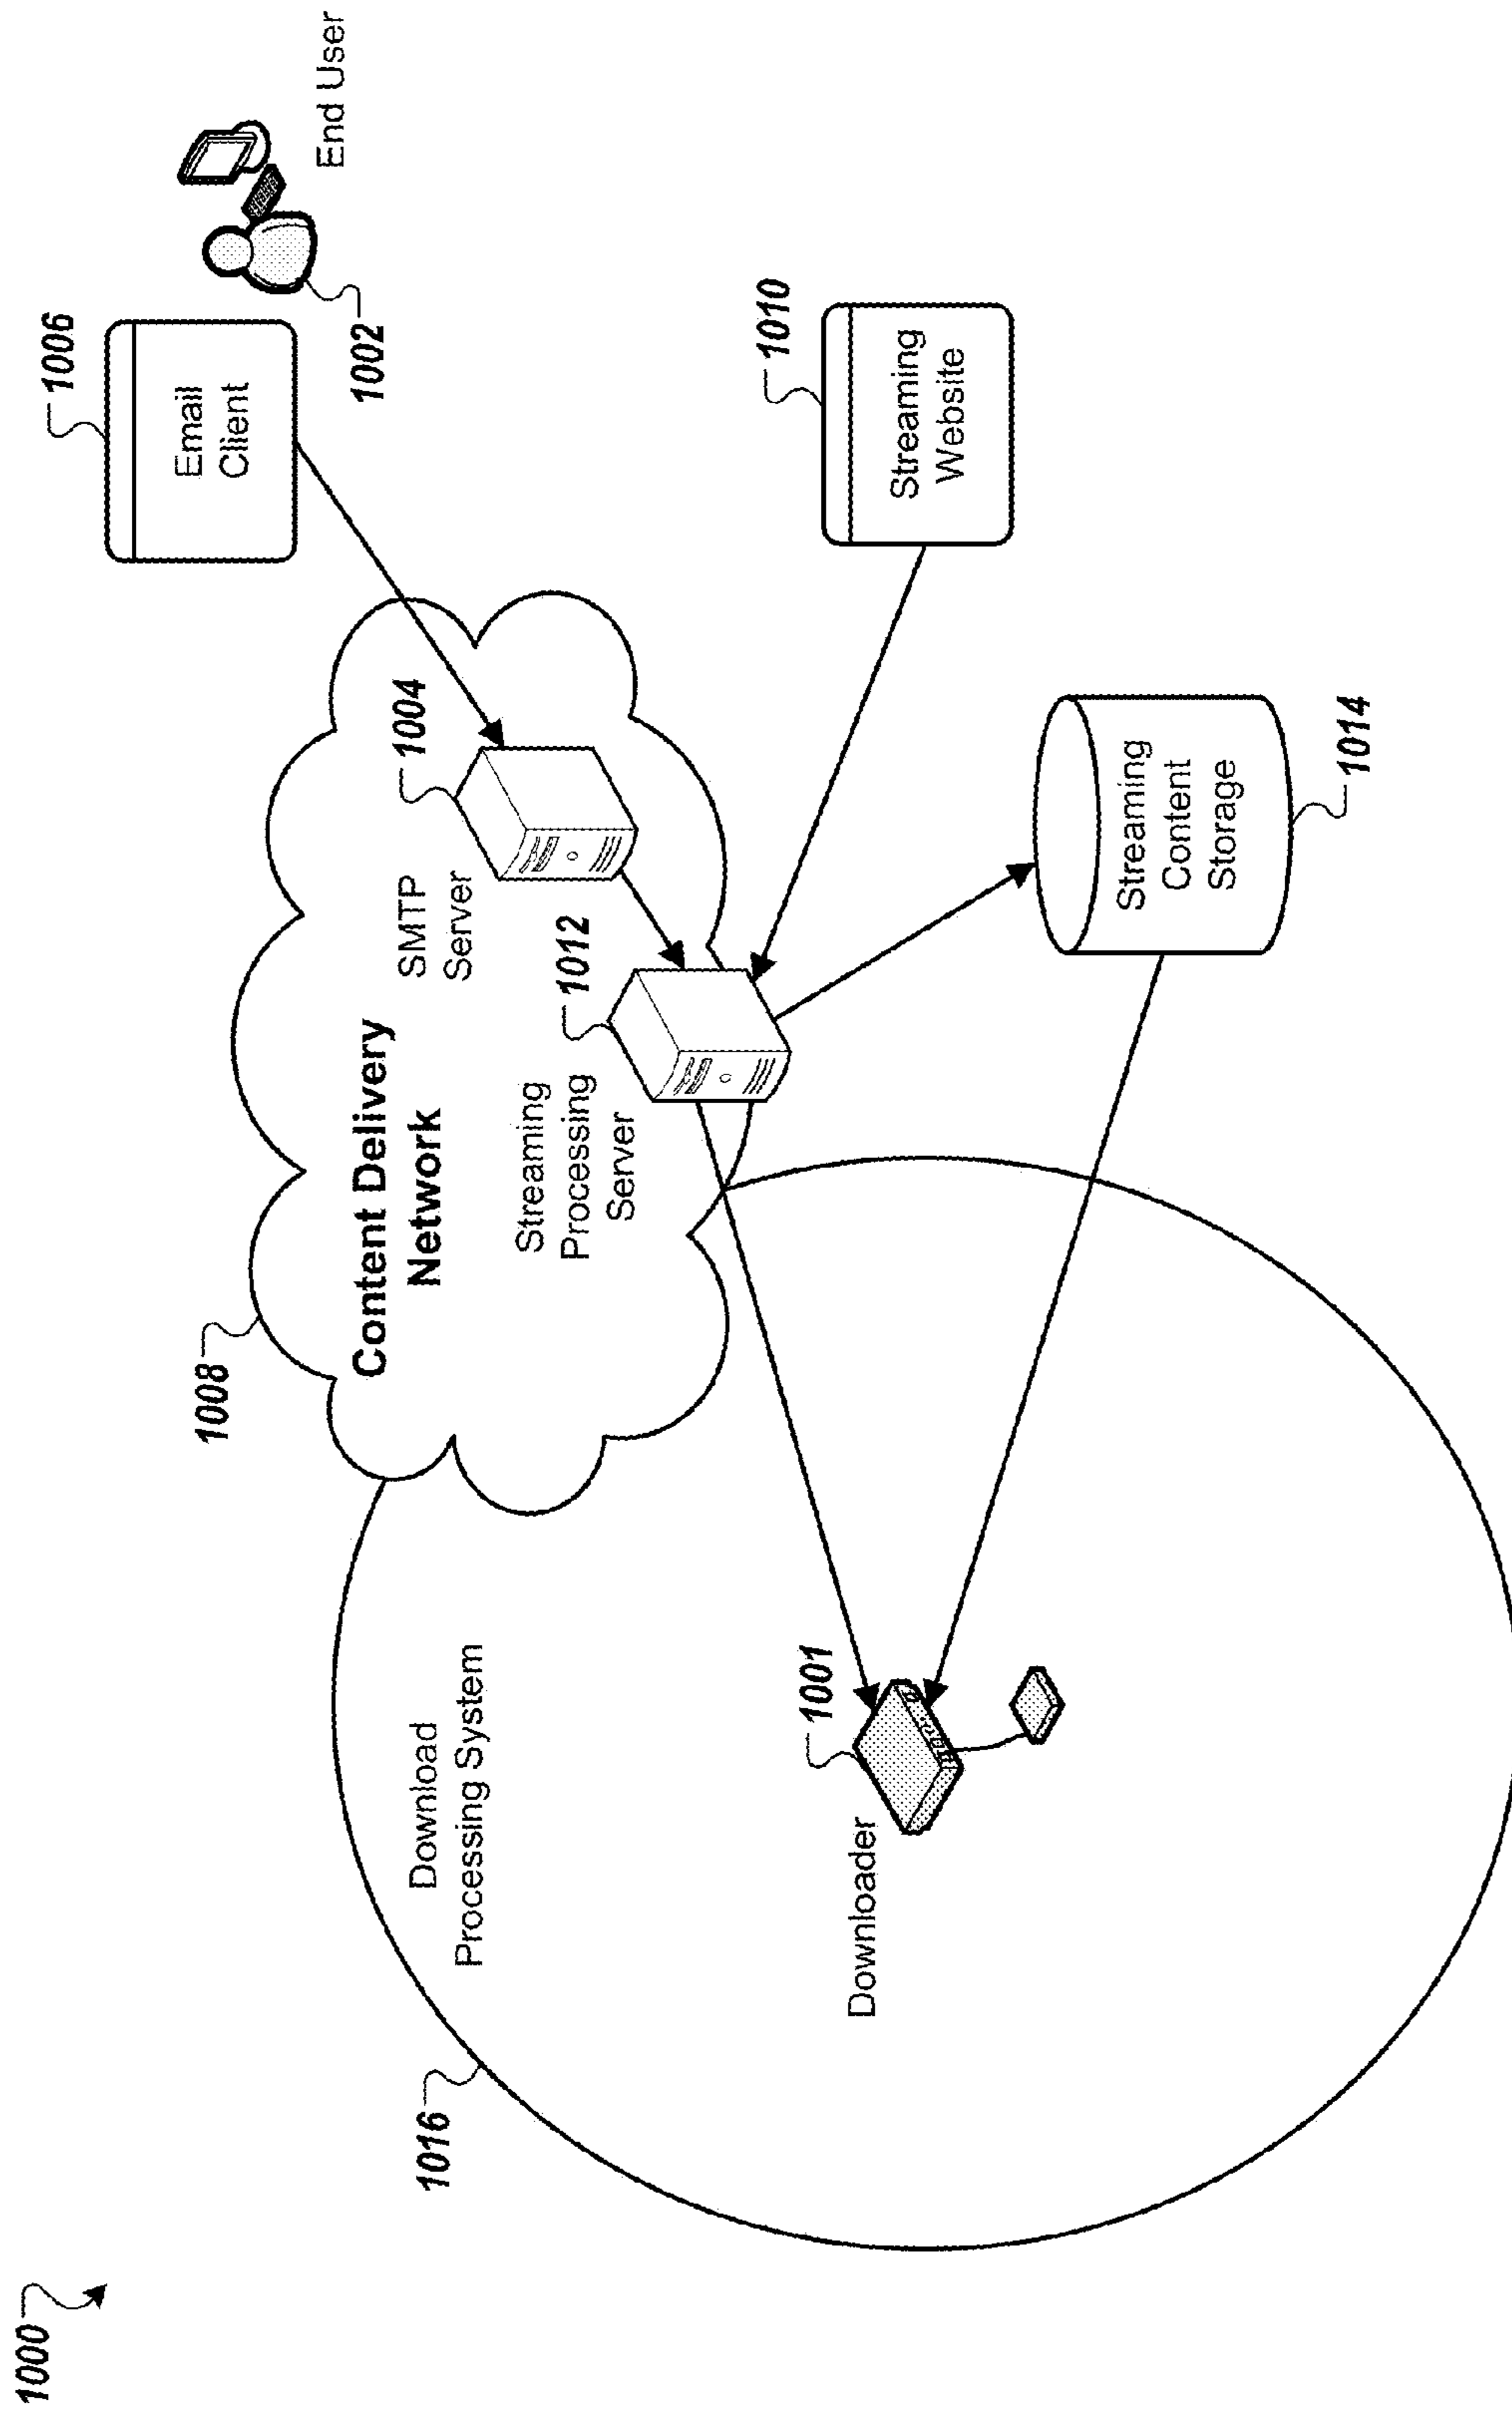 1000
1016
Download
Processing System
Downloader
1001
1008
Content Delivery
Network
Streaming
Processing
Server
1012
SMTP
Server
1004
1006
Email
Client
End User
1002
1010
Streaming
Website
Streaming
Content
Storage
1014